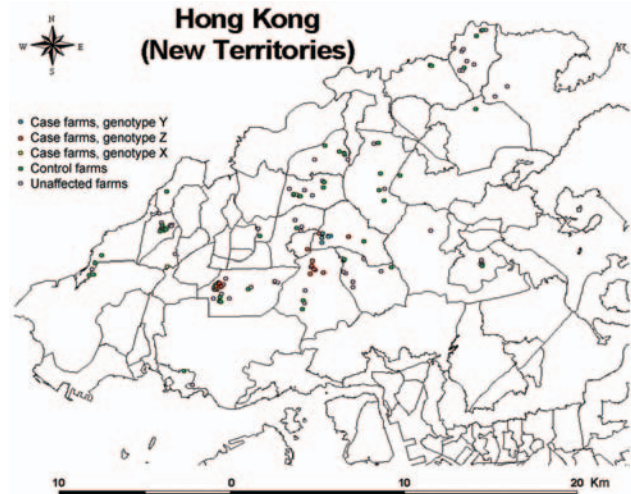 Hong Kong
(New Territories)
N
W E
S
Case farms, genotype Y
Case farms, genotype Z
Case farms, genotype X
Control farms
Unaffected farms
10 0 10 20 Km